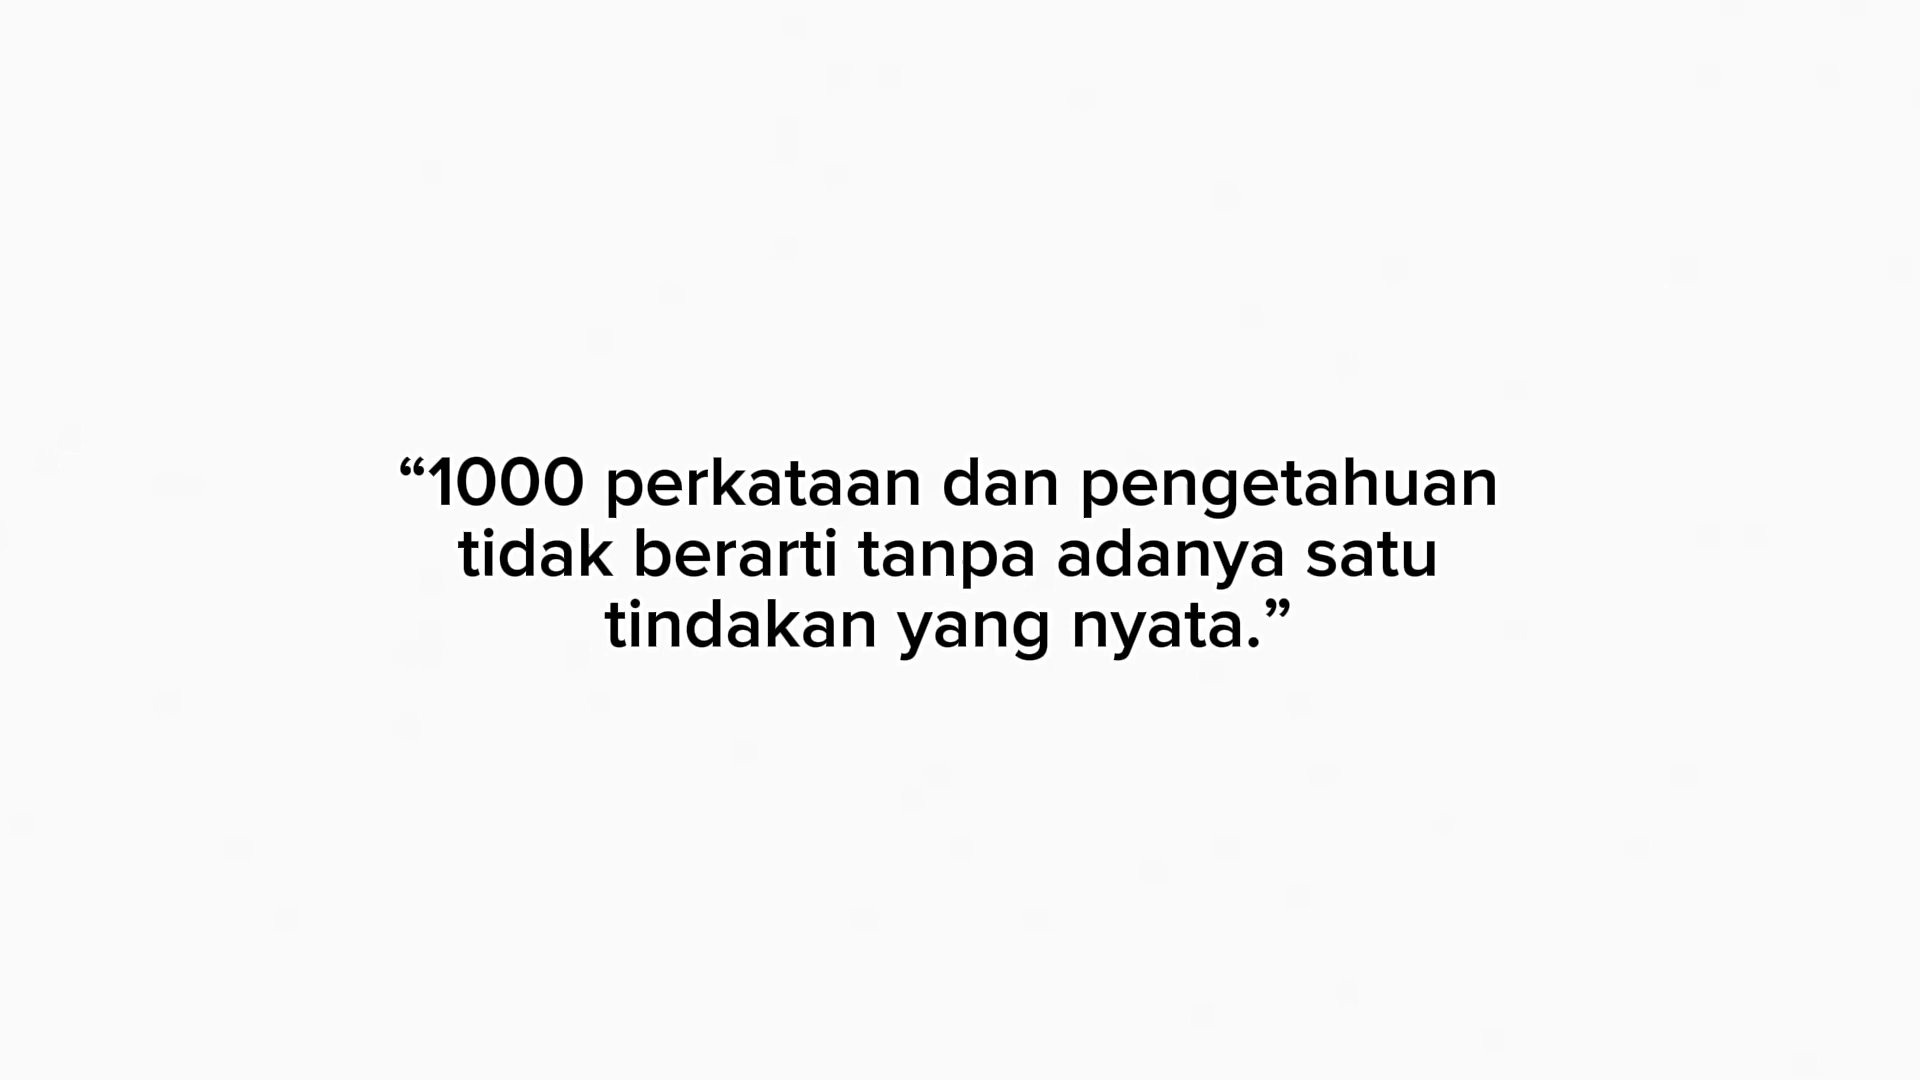 “1000 perkataan dan pengetahuan
tidak berarti tanpa adanya satu
tindakan yang nyata.”